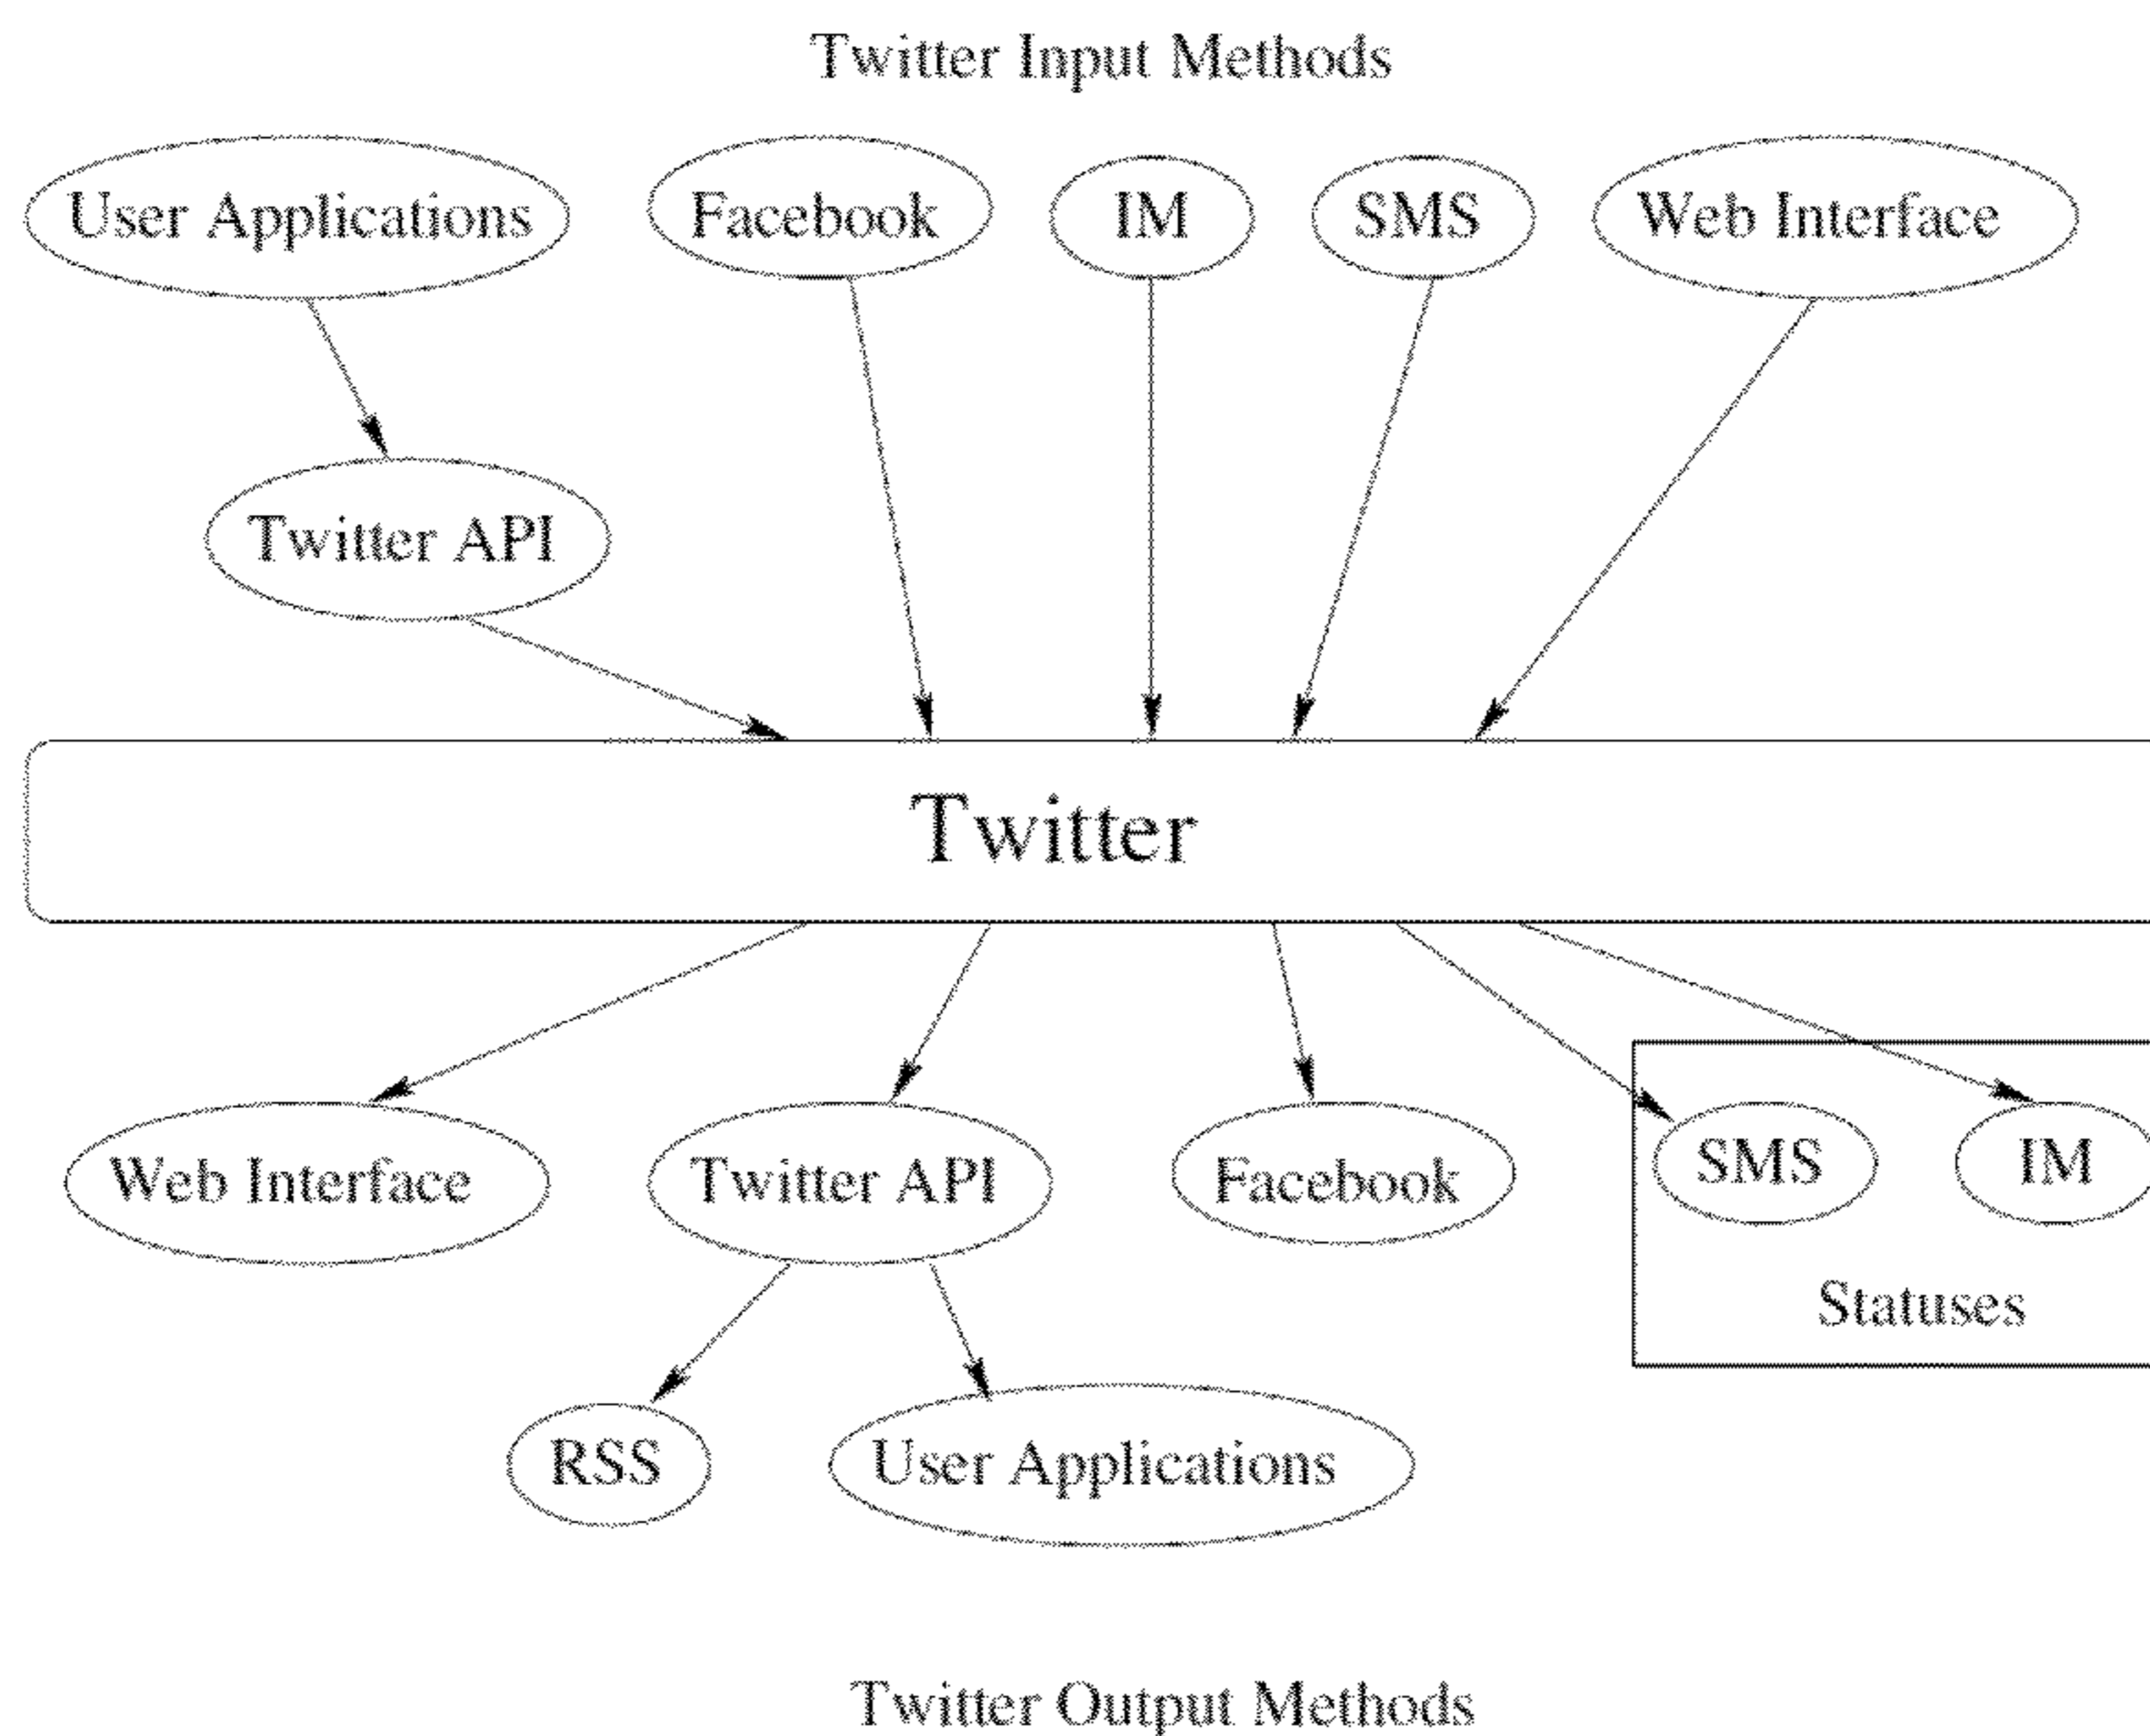 Twitter Input Methods
User Applications
Facebook
IM
SMS
Web Interface
Twitter API
Twitter
Web Interface
Twitter API
Facebook
SMS
IM
Statuses
RSS
User Applications
Twitter Output Methods